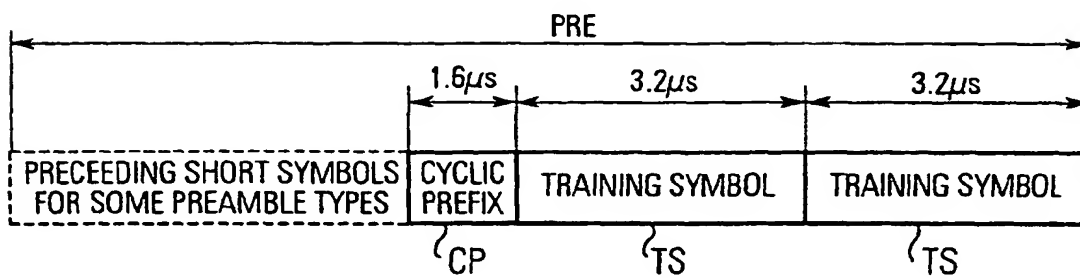 PRE
1.6μs
3.2μs
3.2μs
PRECEEDING SHORT SYMBOLS
FOR SOME PREAMBLE TYPES
CYCLIC
PREFIX
TRAINING SYMBOL
TRAINING SYMBOL
CP
TS
TS